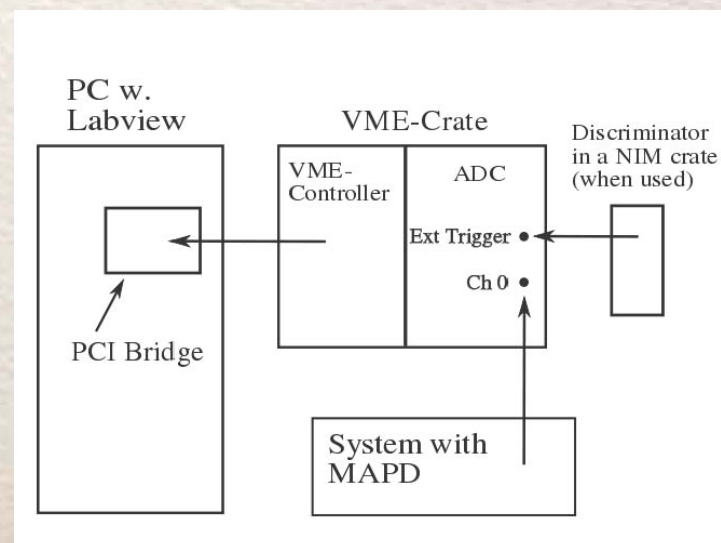 PC w.
Labview
VME-Crate
Discriminator
in a NIM crate
(when used)
VME-
Controller
ADC
Ext Trigger
Ch 0
PCI Bridge
System with
MAPD